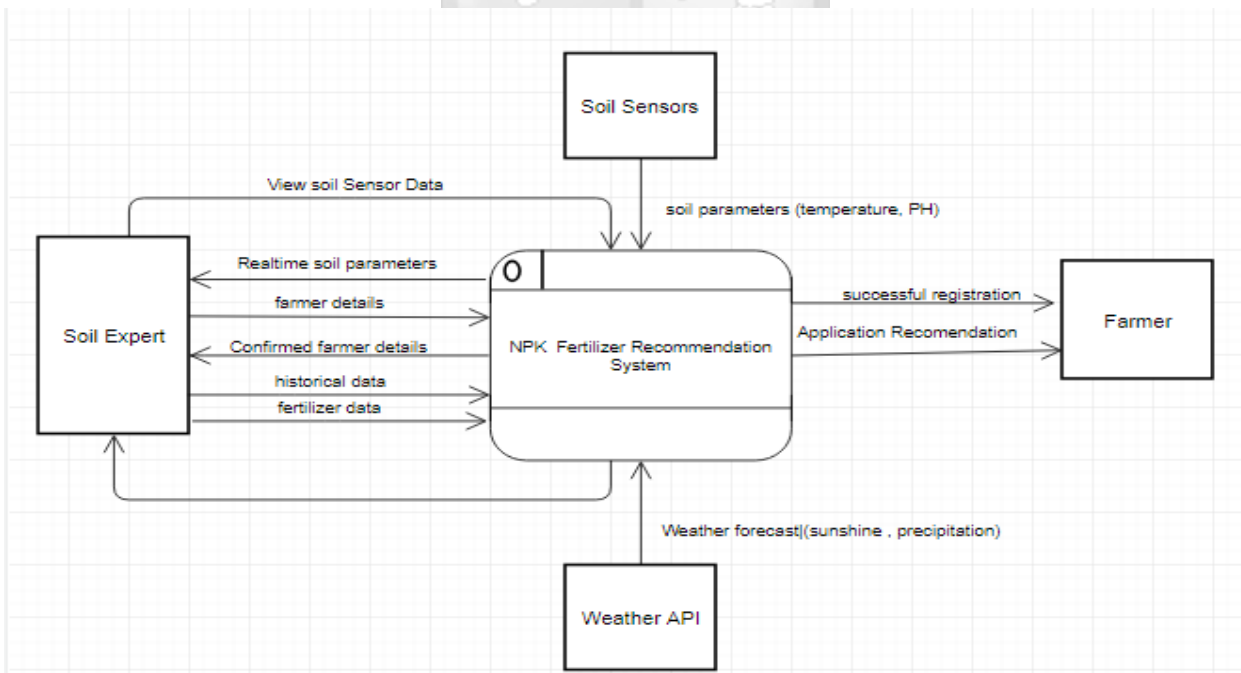 Soil Sensors
View soil Sensor Data
soil parameters (temperature, PH)
Realtime soil parameters
O
farmer details
successful registration
Soil Expert
Farmer
Confirmed farmer details
NPK Fertilizer Recommendation
System
Application Recomendation
historical data
fertilizer data
Weather forecast|(sunshine , precipitation)
Weather API